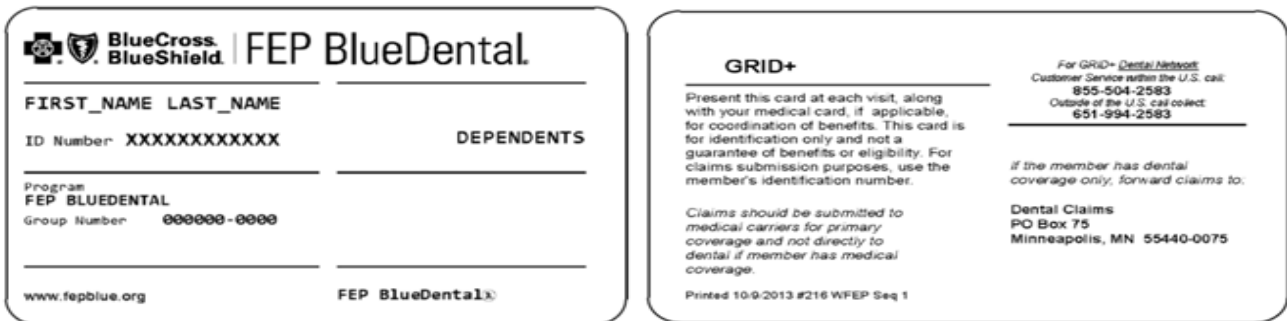 BlueCross
BlueShield
FEP BlueDental
FIRST_NAME LAST_NAME
ID Number XXXXXXXXXXXX
DEPENDENTS
Program
FEP BLUEDENTAL
Group Number 000000-0000
www.fepblue.org
FEP BlueDental®
GRID+
Present this card at each visit, along
with your medical card, if applicable,
for coordination of benefits. This card is
for identification only and not a
guarantee of benefits or eligibility. For
claims submission purposes, use the
member's identification number.
Claims should be submitted to
medical carriers for primary
coverage and not directly to
dental if member has medical
coverage.
Printed 10-9-2013 #216 WFEP Seq 1
For GRID+ Dental Network
Customer Service within the U.S. call:
855-504-2583
Outside of the U.S. call collect:
651-994-2583
If the member has dental
coverage only, forward claims to:
Dental Claims
PO Box 75
Minneapolis, MN 55440-0075